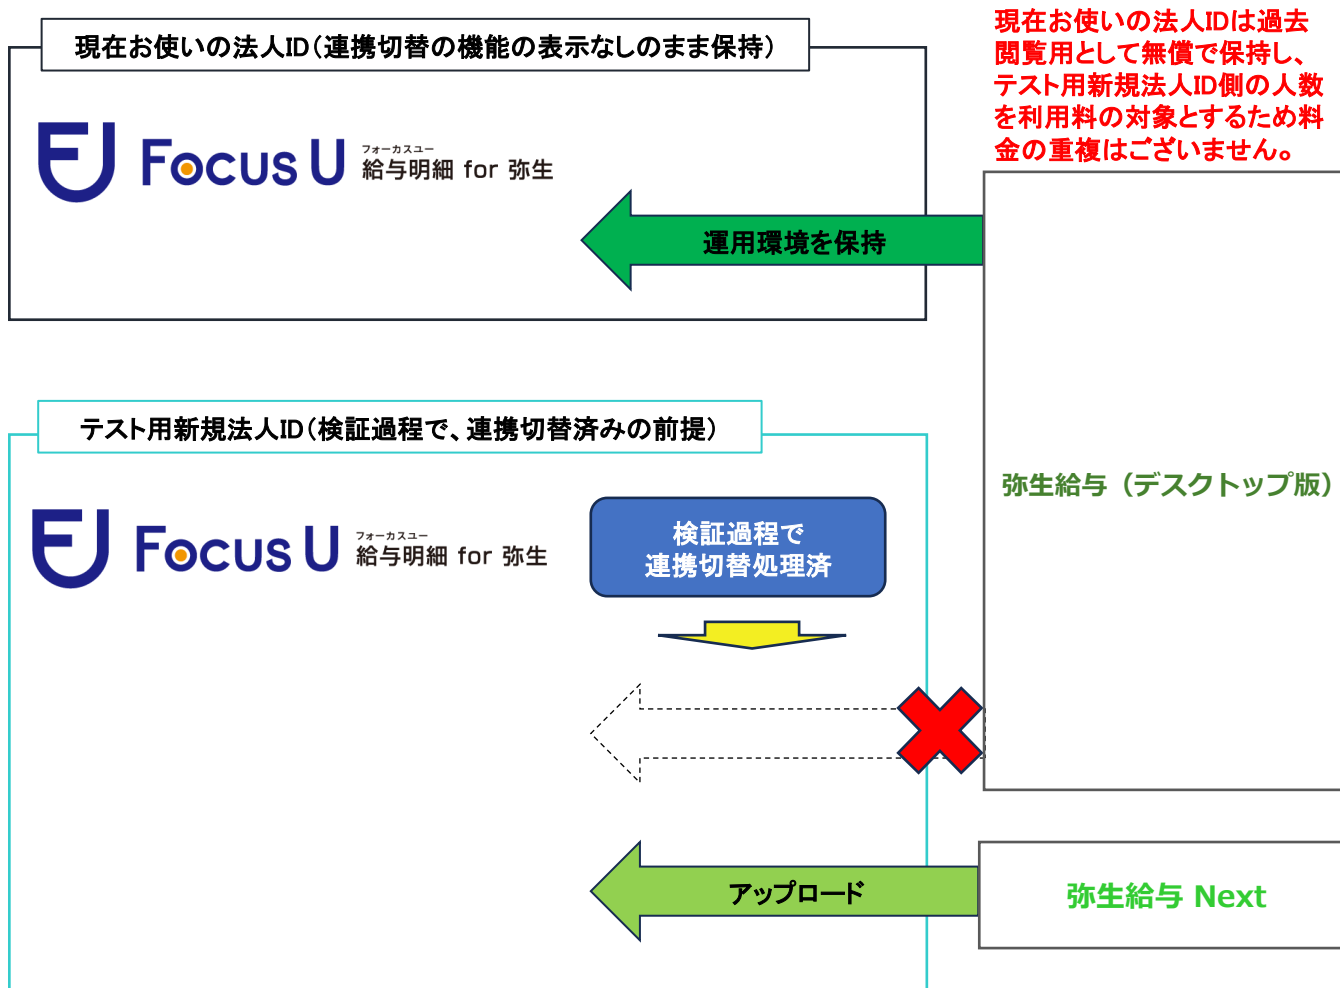 現在お使いの法人IDは過去
閲覧用として無償で保持し、
テスト用新規法人ID側の人数
を利用料の対象とするため料
金の重複はございません。
現在お使いの法人ID（連携切替の機能の表示なしのまま保持）
Focus U
フォーカスユー
給与明細 for 弥生
運用環境を保持
テスト用新規法人ID（検証過程で、連携切替済みの前提）
Focus U
フォーカスユー
給与明細 for 弥生
検証過程で
連携切替処理済
弥生給与（デスクトップ版）
アップロード
弥生給与 Next